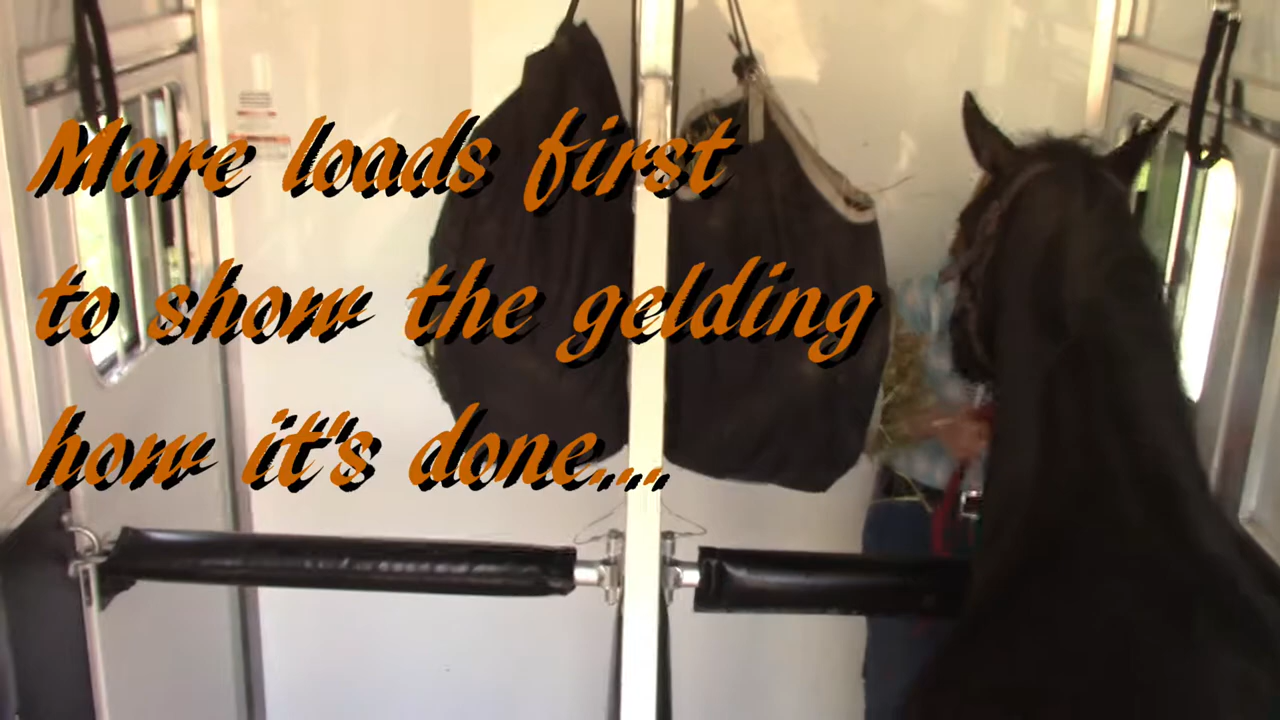 Mare loads first
to show the gelding
how it's done...